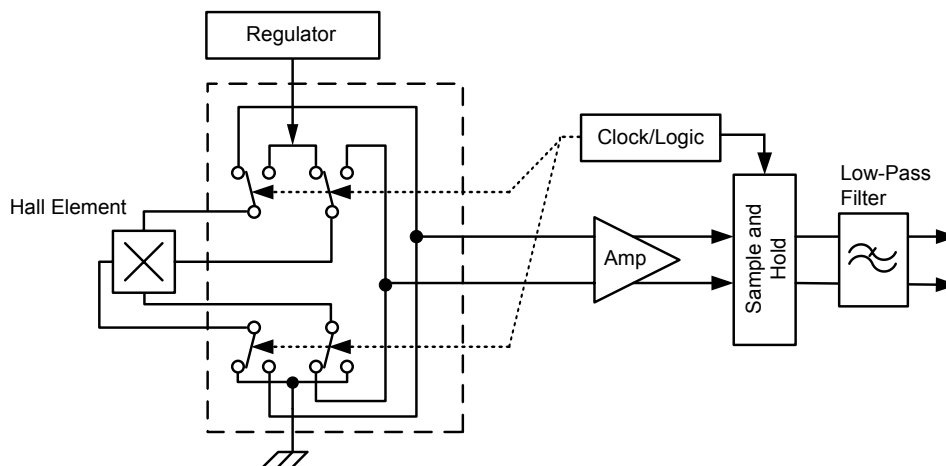 Regulator
Clock/Logic
Low-Pass
Filter
Hall Element
Amp
Sample and
Hold